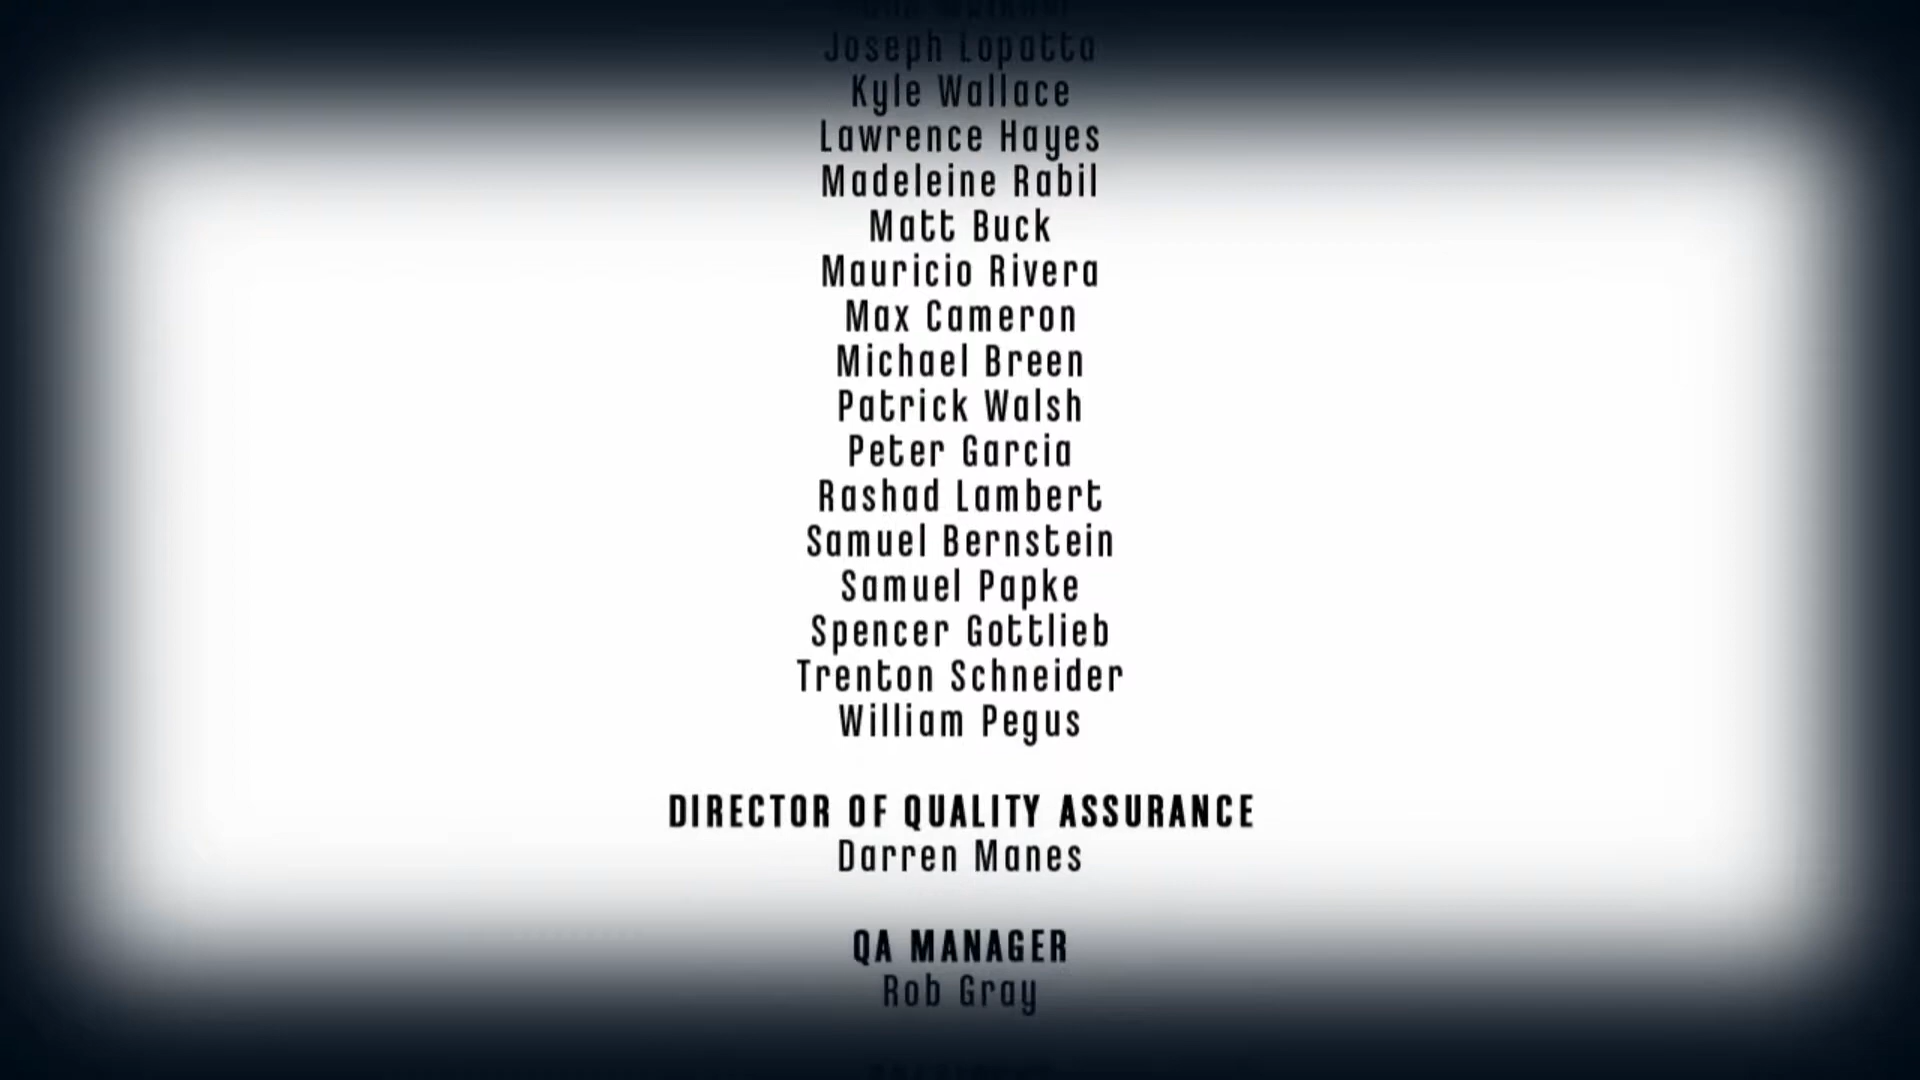 Joseph Lopatta
Kyle Wallace
Lawrence Hayes
Madeleine Rabil
Matt Buck
Mauricio Rivera
Max Cameron
Michael Breen
Patrick Walsh
Peter Garcia
Rashad Lambert
Samuel Bernstein
Samuel Papke
Spencer Gottlieb
Trenton Schneider
William Pegus
DIRECTOR OF QUALITY ASSURANCE
Darren Manes
QA MANAGER
Rob Gray